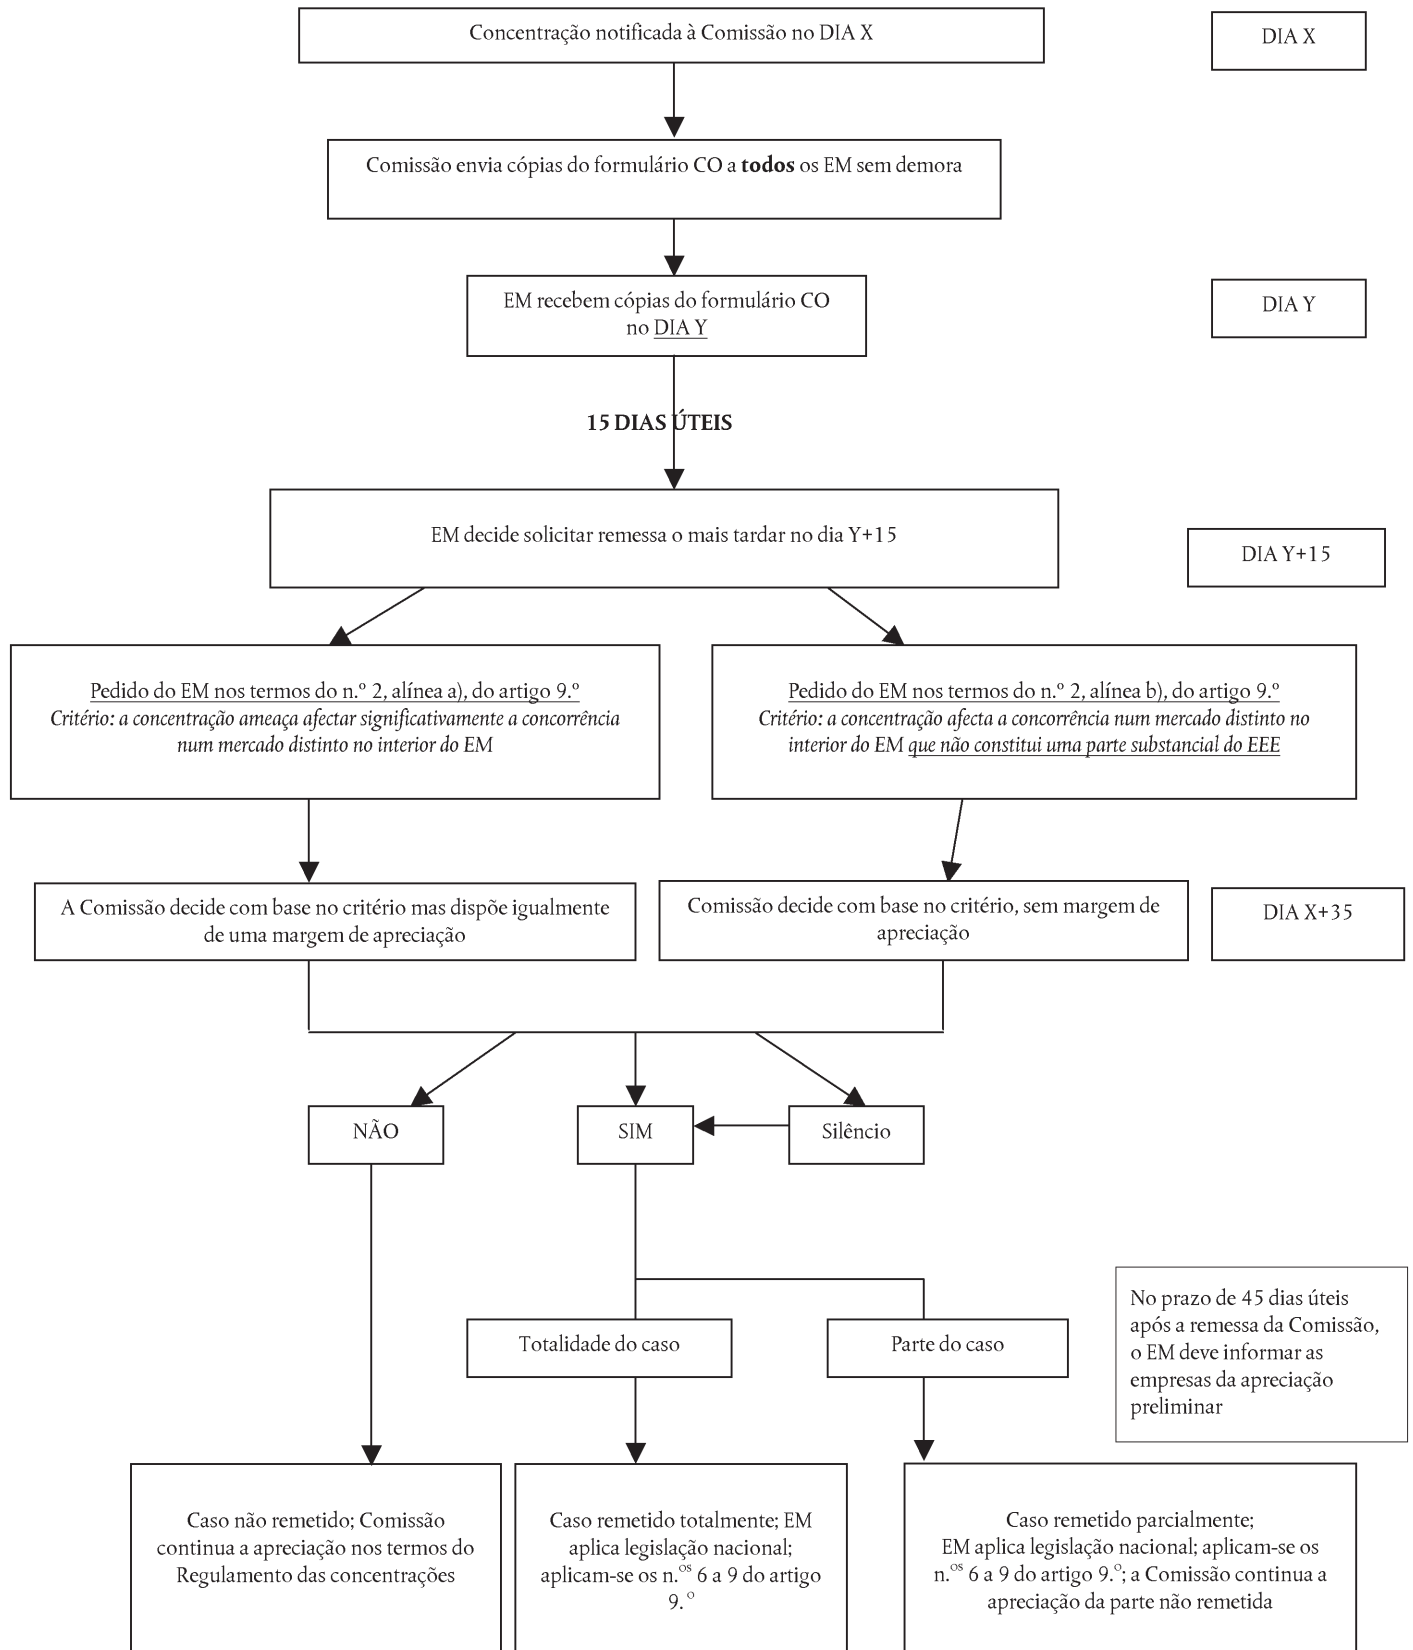 Concentração notificada à Comissão no DIA X
DIA X
Comissão envia cópias do formulário CO a todos os EM sem demora
EM recebem cópias do formulário CO
no DIA Y
DIA Y
15 DIAS ÚTEIS
EM decide solicitar remessa o mais tardar no dia Y+15
DIA Y+15
Pedido do EM nos termos do n.º 2, alínea a), do artigo 9.º
Critério: a concentração ameaça afectar significativamente a concorrência
num mercado distinto no interior do EM
Pedido do EM nos termos do n.º 2, alínea b), do artigo 9.º
Critério: a concentração afecta a concorrência num mercado distinto no
interior do EM que não constitui uma parte substancial do EEE
A Comissão decide com base no critério mas dispõe igualmente
de uma margem de apreciação
Comissão decide com base no critério, sem margem de
apreciação
DIA X+35
NÃO
SIM
Silêncio
Totalidade do caso
Parte do caso
No prazo de 45 dias úteis
após a remessa da Comissão,
o EM deve informar as
empresas da apreciação
preliminar
Caso não remetido; Comissão
continua a apreciação nos termos do
Regulamento das concentrações
Caso remetido totalmente; EM
aplica legislação nacional;
aplicam-se os n.os 6 a 9 do artigo
9.º
Caso remetido parcialmente;
EM aplica legislação nacional; aplicam-se os
n.os 6 a 9 do artigo 9.º; a Comissão continua a
apreciação da parte não remetida